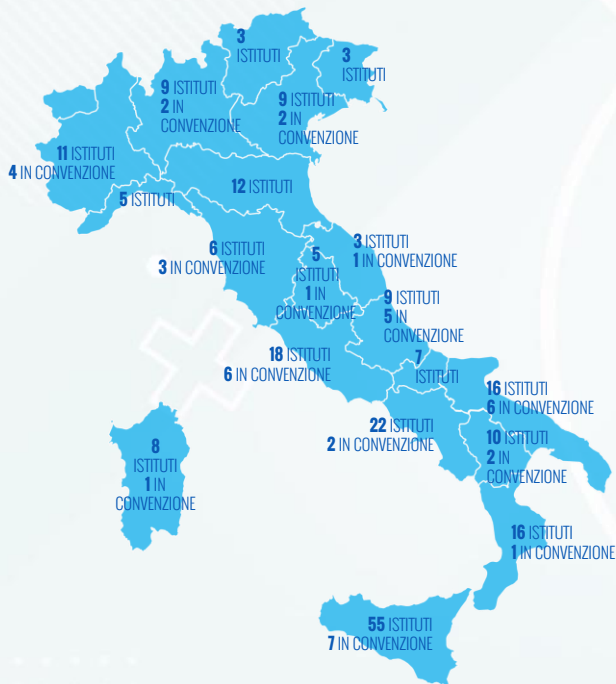 3
ISTITUTI
3
ISTITUTI
9 ISTITUTI
2 IN
CONVENZIONE
9 ISTITUTI
2 IN
CONVENZIONE
11 ISTITUTI
4 IN CONVENZIONE
12 ISTITUTI
5 ISTITUTI
6 ISTITUTI
3 IN CONVENZIONE
3 ISTITUTI
1 IN CONVENZIONE
5
ISTITUTI
1 IN
CONVENZIONE
9 ISTITUTI
5 IN
CONVENZIONE
18 ISTITUTI
6 IN CONVENZIONE
7
ISTITUTI
16 ISTITUTI
6 IN CONVENZIONE
22 ISTITUTI
2 IN CONVENZIONE
10 ISTITUTI
2 IN
CONVENZIONE
8
ISTITUTI
1 IN
CONVENZIONE
16 ISTITUTI
1 IN CONVENZIONE
55 ISTITUTI
7 IN CONVENZIONE